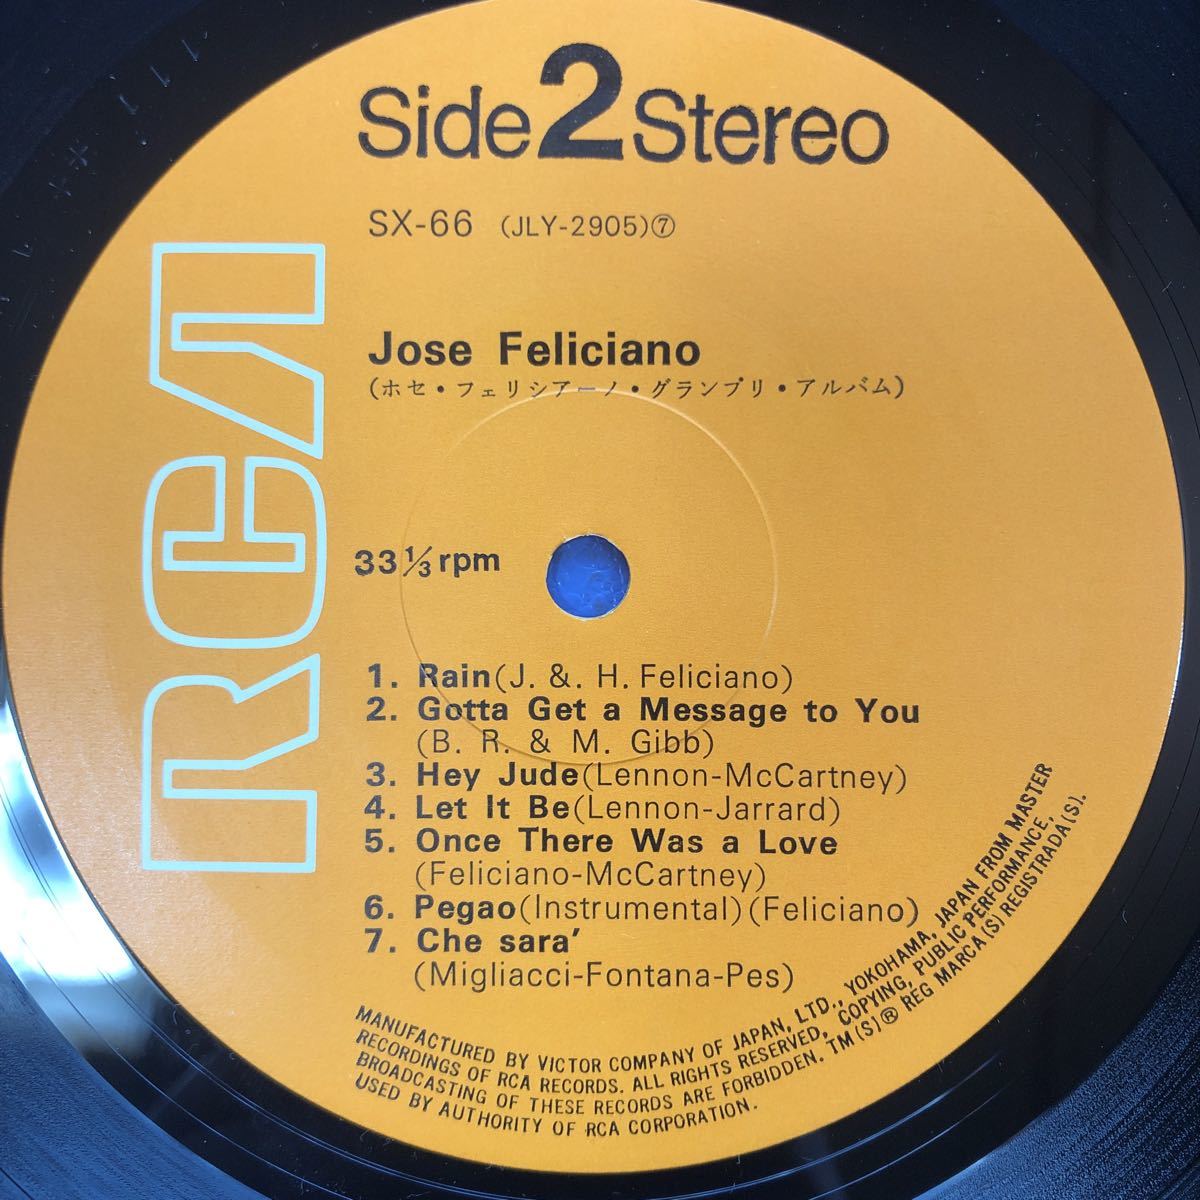 Side 2 Stereo
SX-66 (JLY-2905)⑦
RCA
Jose Feliciano
(ホセ・フェリシアーノ・グランプリ・アルバム)
33 1/3 rpm
1. Rain(J. &. H. Feliciano)
2. Gotta Get a Message to You
(B. R. & M. Gibb)
3. Hey Jude(Lennon-McCartney)
4. Let It Be(Lennon-Jarrard)
5. Once There Was a Love
(Feliciano-McCartney)
6. Pegao(Instrumental)(Feliciano)
7. Che sara’
(Migliacci-Fontana-Pes)
MANUFACTURED BY VICTOR COMPANY OF JAPAN, LTD., YOKOHAMA, JAPAN FROM MASTER
RECORDINGS OF RCA RECORDS. ALL RIGHTS RESERVED, COPYING, PUBLIC PERFORMANCE,
BROADCASTING OF THESE RECORDS ARE FORBIDDEN. TM(S)® REG MARCA(S) REGISTRADA(S).
USED BY AUTHORITY OF RCA CORPORATION.